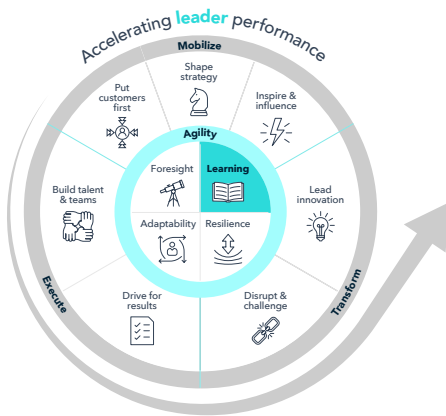 Accelerating leader performance
Mobilize
Shape
strategy
Put
customers
first
Inspire &
influence
Agility
Foresight
Learning
Build talent
& teams
Lead
innovation
Adaptability
Resilience
Execute
Transform
Drive for
results
Disrupt &
challenge